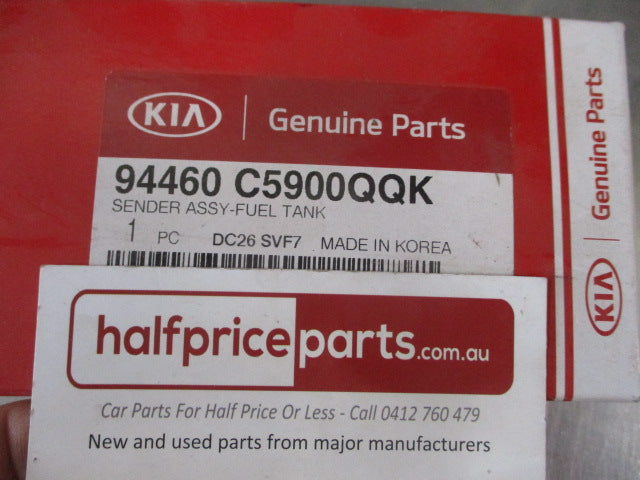 KIA Genuine Parts
94460 C5900QQK
SENDER ASSY-FUEL TANK
1 PC DC26 SVF7 MADE IN KOREA
halfpriceparts.com.au
Car Parts For Half Price Or Less - Call 0412 760 479
New and used parts from major manufacturers
KIA Genuine Parts